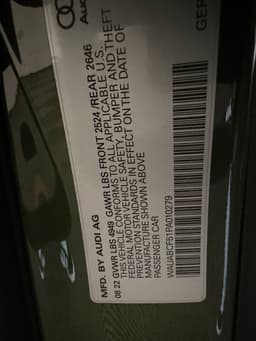 Au
GER
MFD. BY AUDI AG
08 22 GVWR LBS 4949 GAWR LBS FRONT 2524/REAR 2646
THIS VEHICLE CONFORMS TO ALL APPLICABLE U.S.
FEDERAL MOTOR VEHICLE SAFETY, BUMPER AND THEFT
PREVENTION STANDARDS IN EFFECT ON THE DATE OF
MANUFACTURE SHOWN ABOVE
PASSENGER CAR
WAUABCF51PA010279